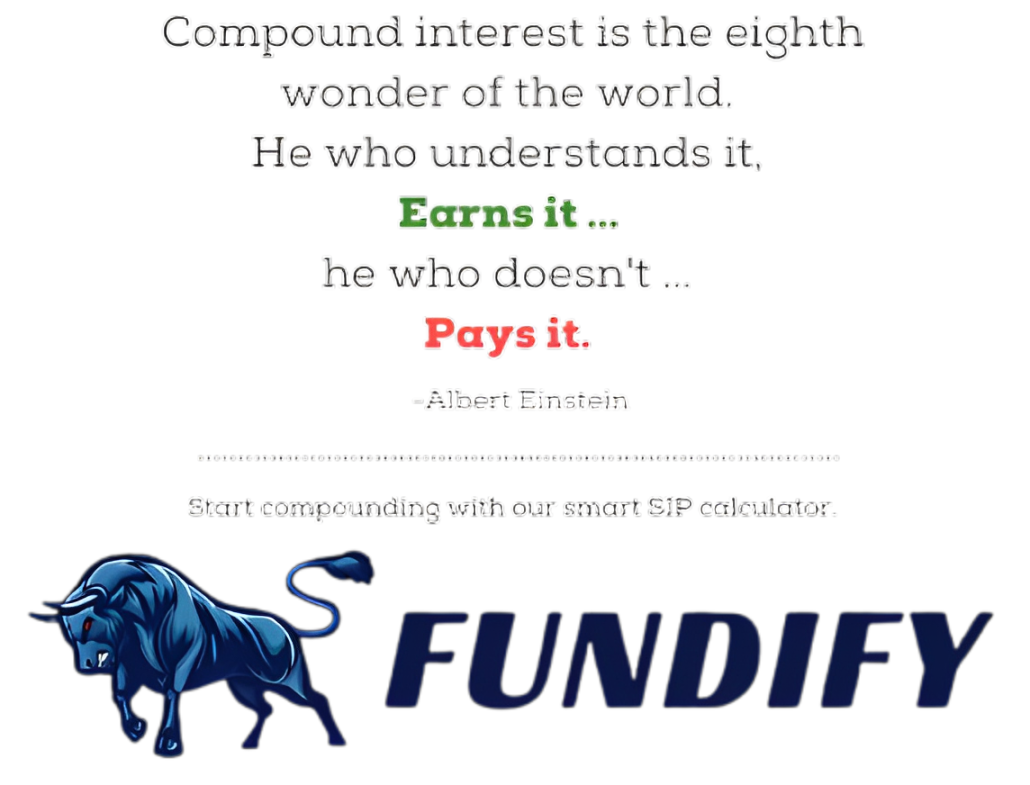 Compound interest is the eighth
wonder of the world.
He who understands it,
Earns it ...
he who doesn't ...
Pays it.
-Albert Einstein
Start compounding with our smart SIP calculator.
FUNDIFY